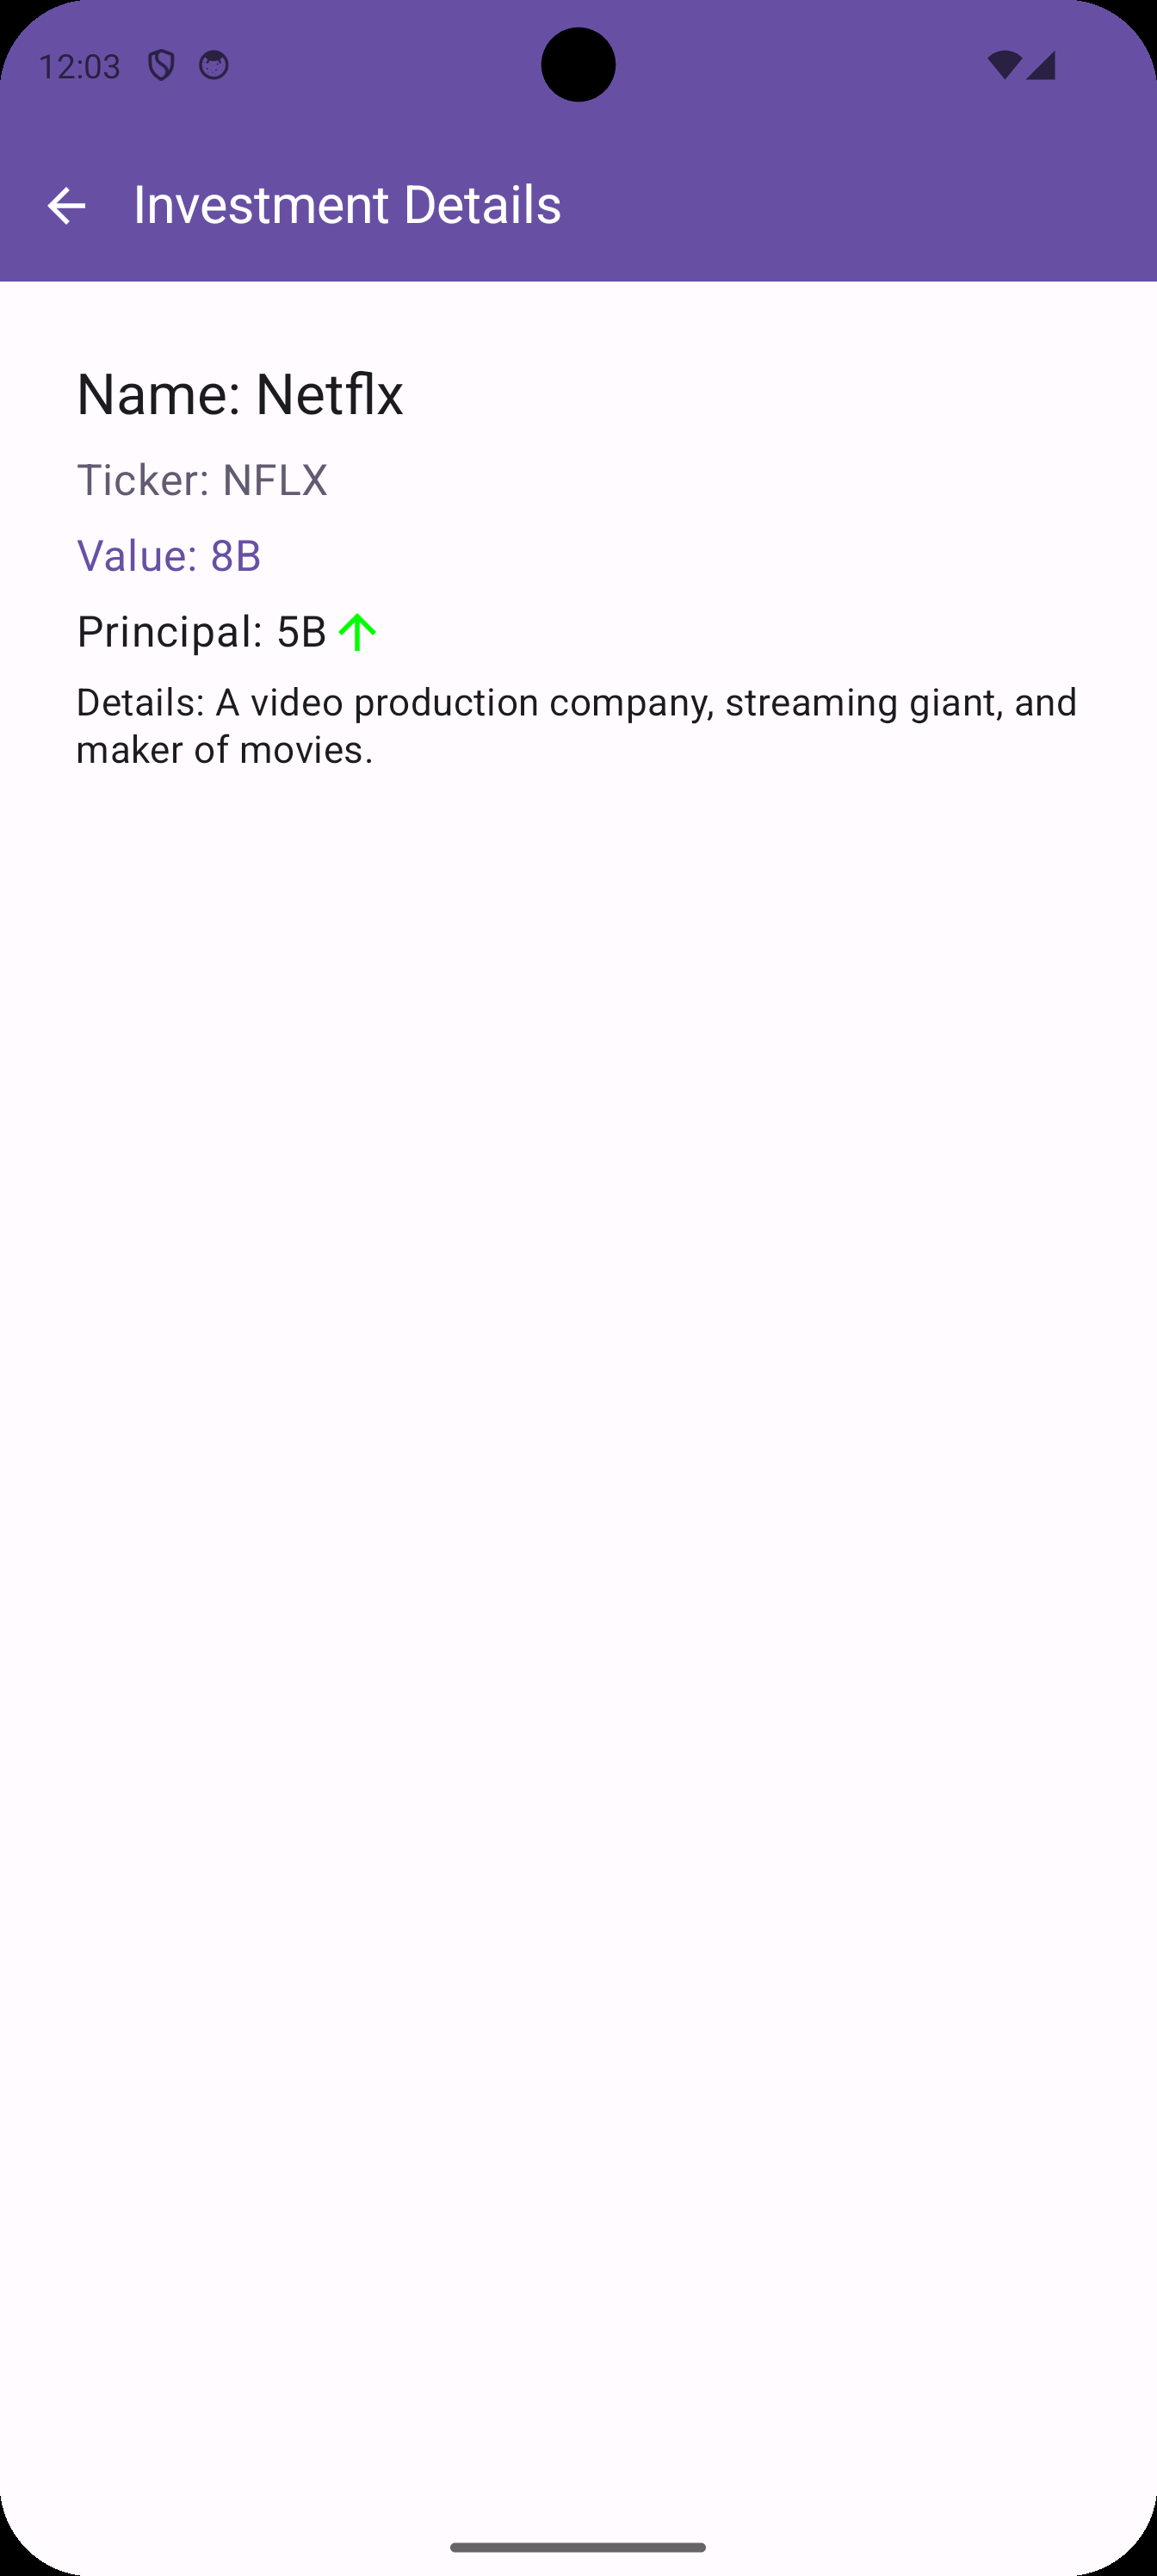 12:03
Investment Details
Name: Netflx
Ticker: NFLX
Value: 8B
Principal: 5B
Details: A video production company, streaming giant, and
maker of movies.